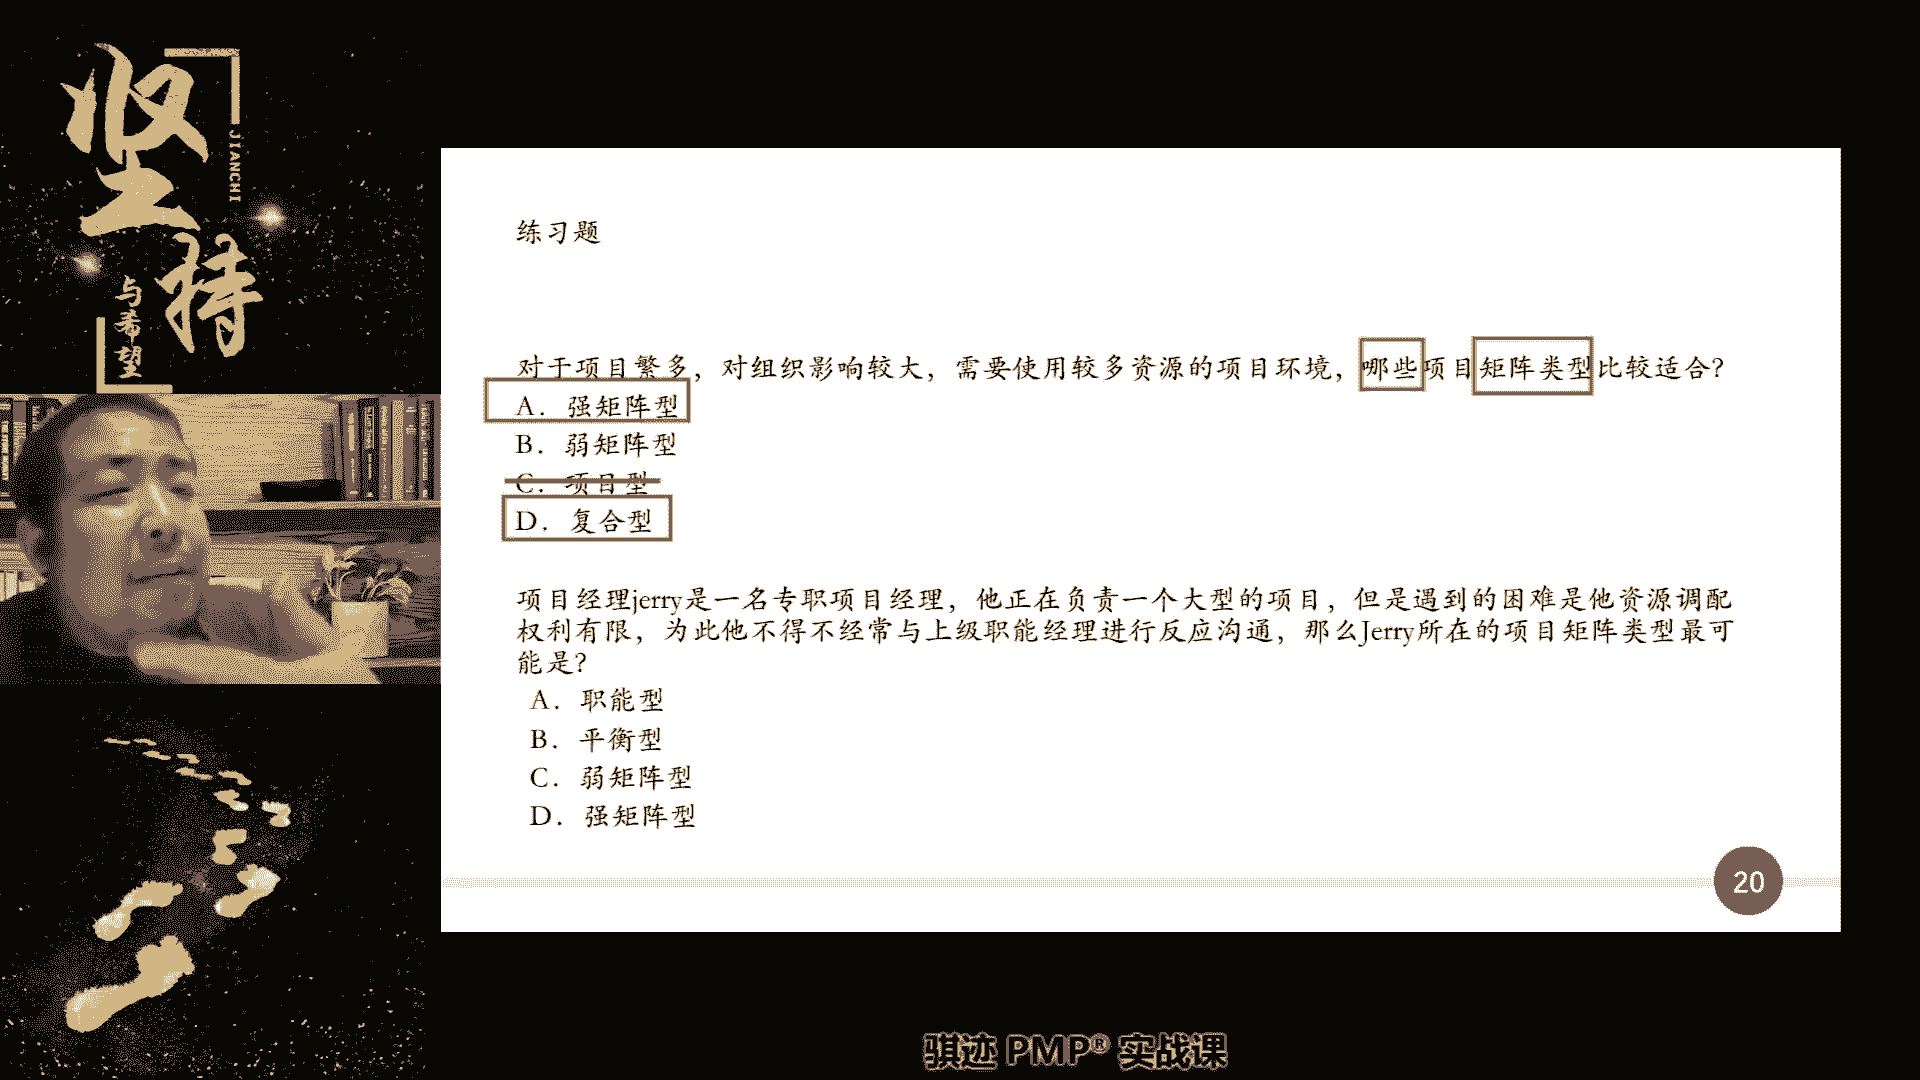 坚持
JIANCHI
与希望
练习题
对于项目繁多，对组织影响较大，需要使用较多资源的项目环境，哪些项目矩阵类型比较适合？
A．强矩阵型
B．弱矩阵型
C．项目型
D．复合型
项目经理jerry是一名专职项目经理，他正在负责一个大型的项目，但是遇到的困难是他资源调配
权利有限，为此他不得不经常与上级职能经理进行反应沟通，那么Jerry所在的项目矩阵类型最可
能是？
A．职能型
B．平衡型
C．弱矩阵型
D．强矩阵型
20
骐迹 PMP® 实战课